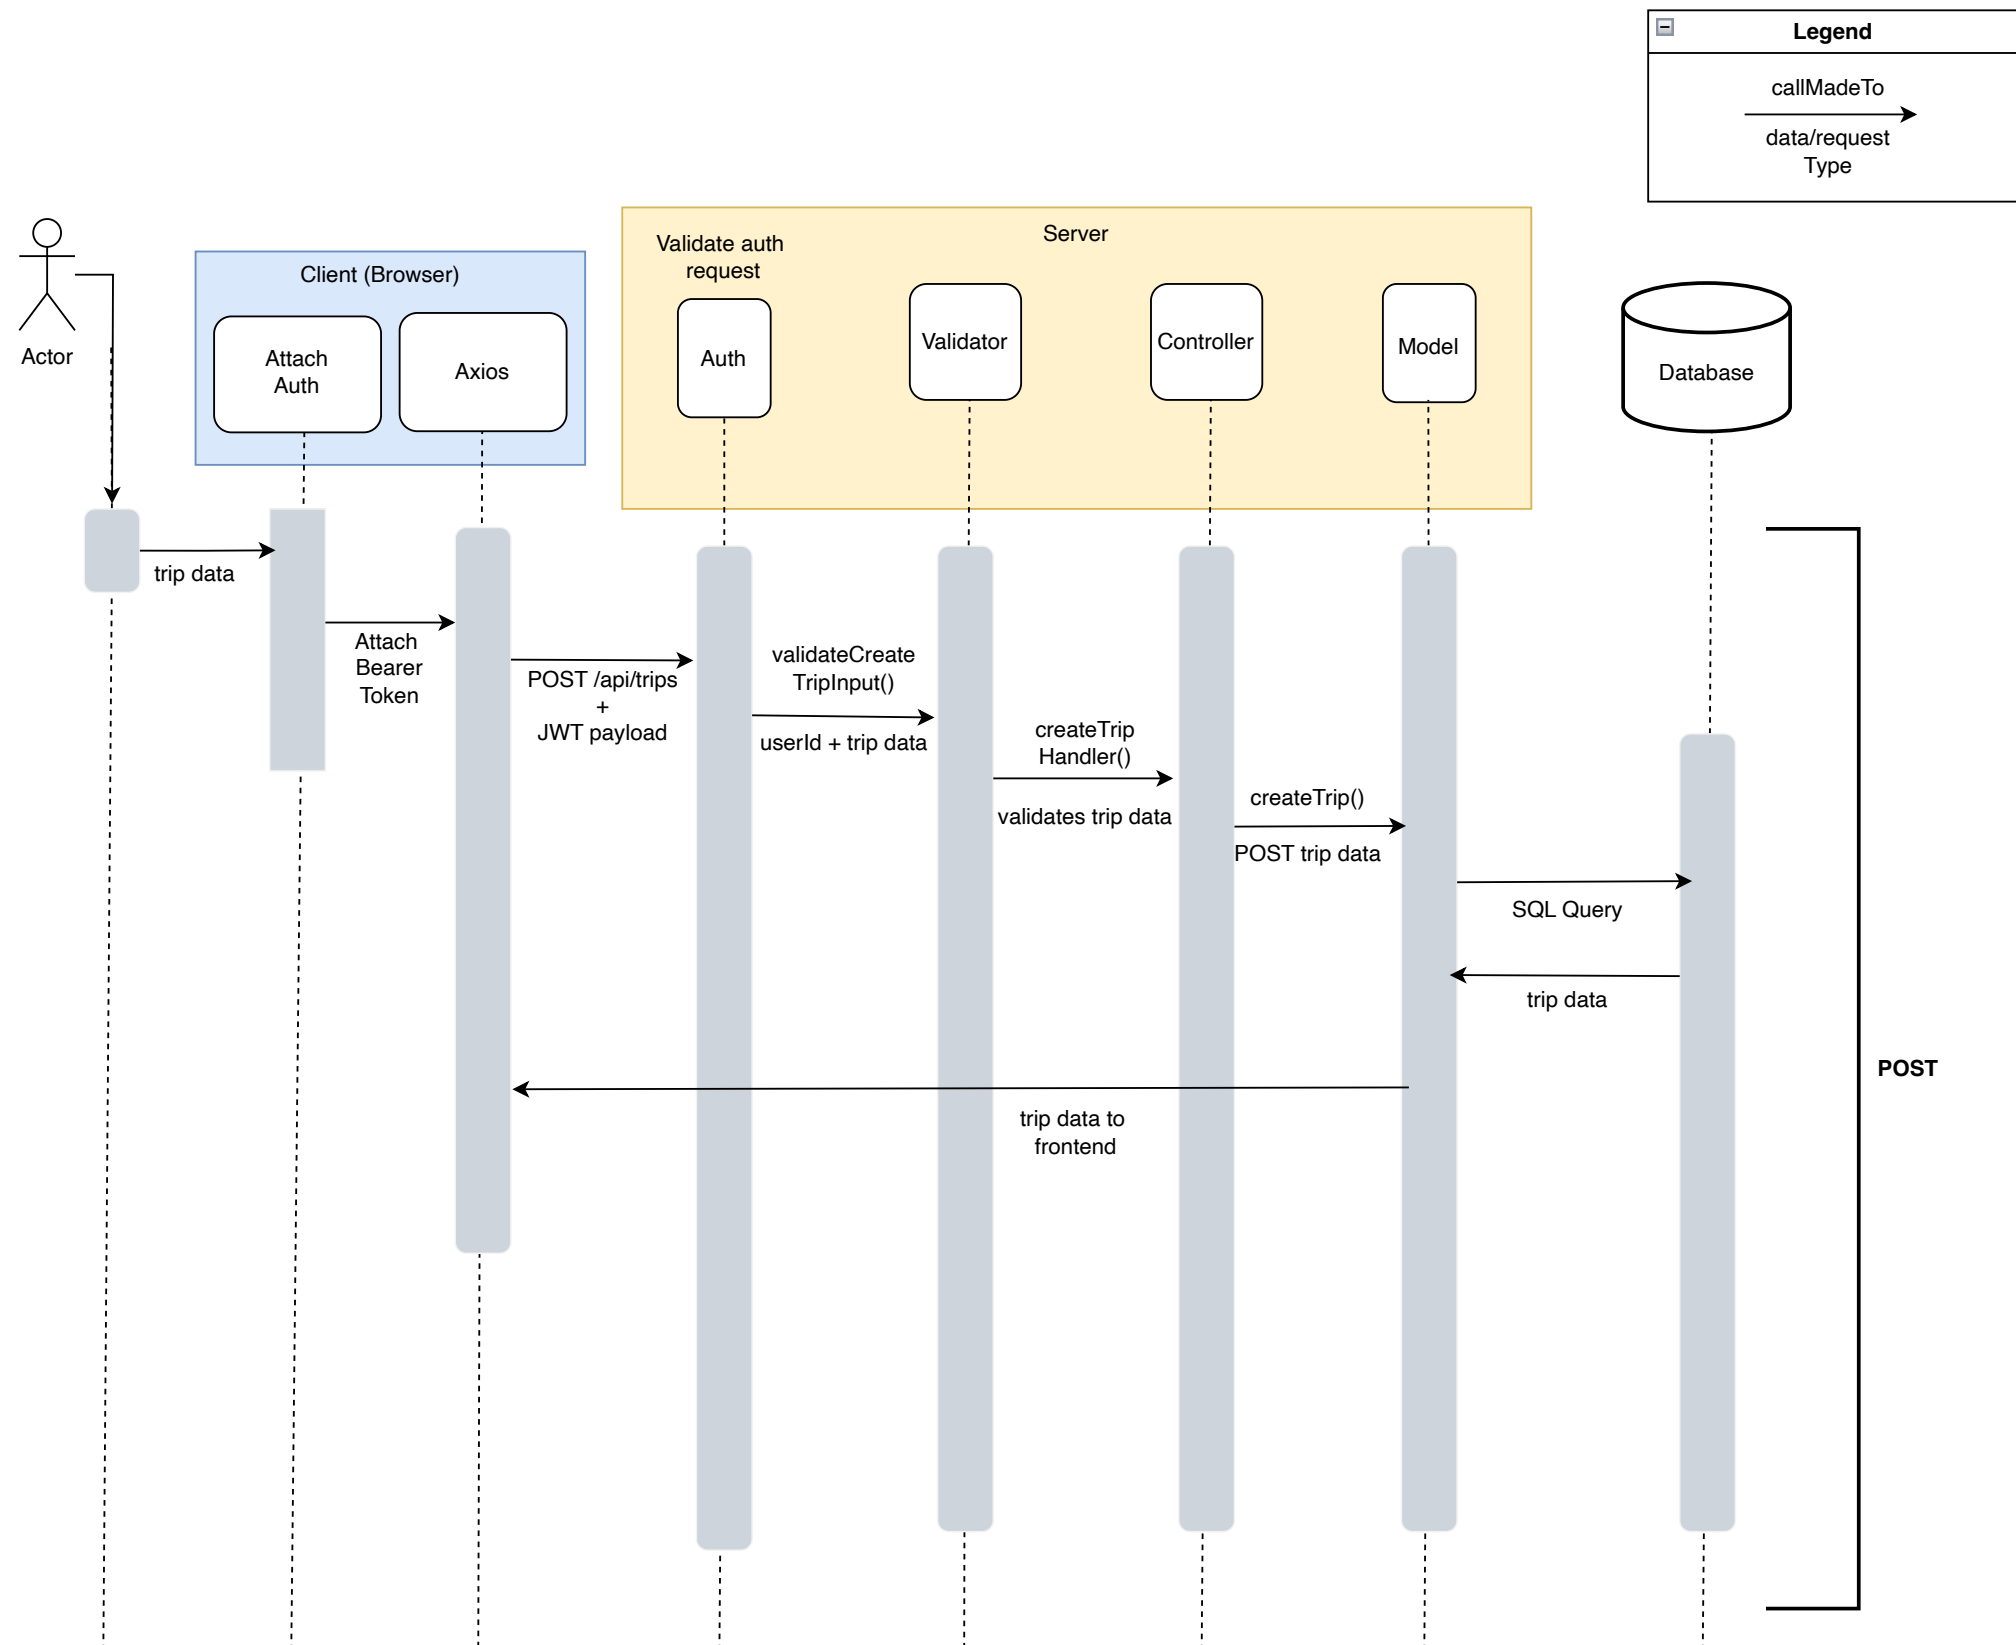 Legend
callMadeTo
data/request
Type
Server
Validate auth
request
Client (Browser)
Actor
Attach
Auth
Axios
Auth
Validator
Controller
Model
Database
trip data
Attach
Bearer
Token
POST /api/trips
+
JWT payload
validateCreate
TripInput()
userId + trip data
createTrip
Handler()
validates trip data
createTrip()
POST trip data
SQL Query
trip data
trip data to
frontend
POST